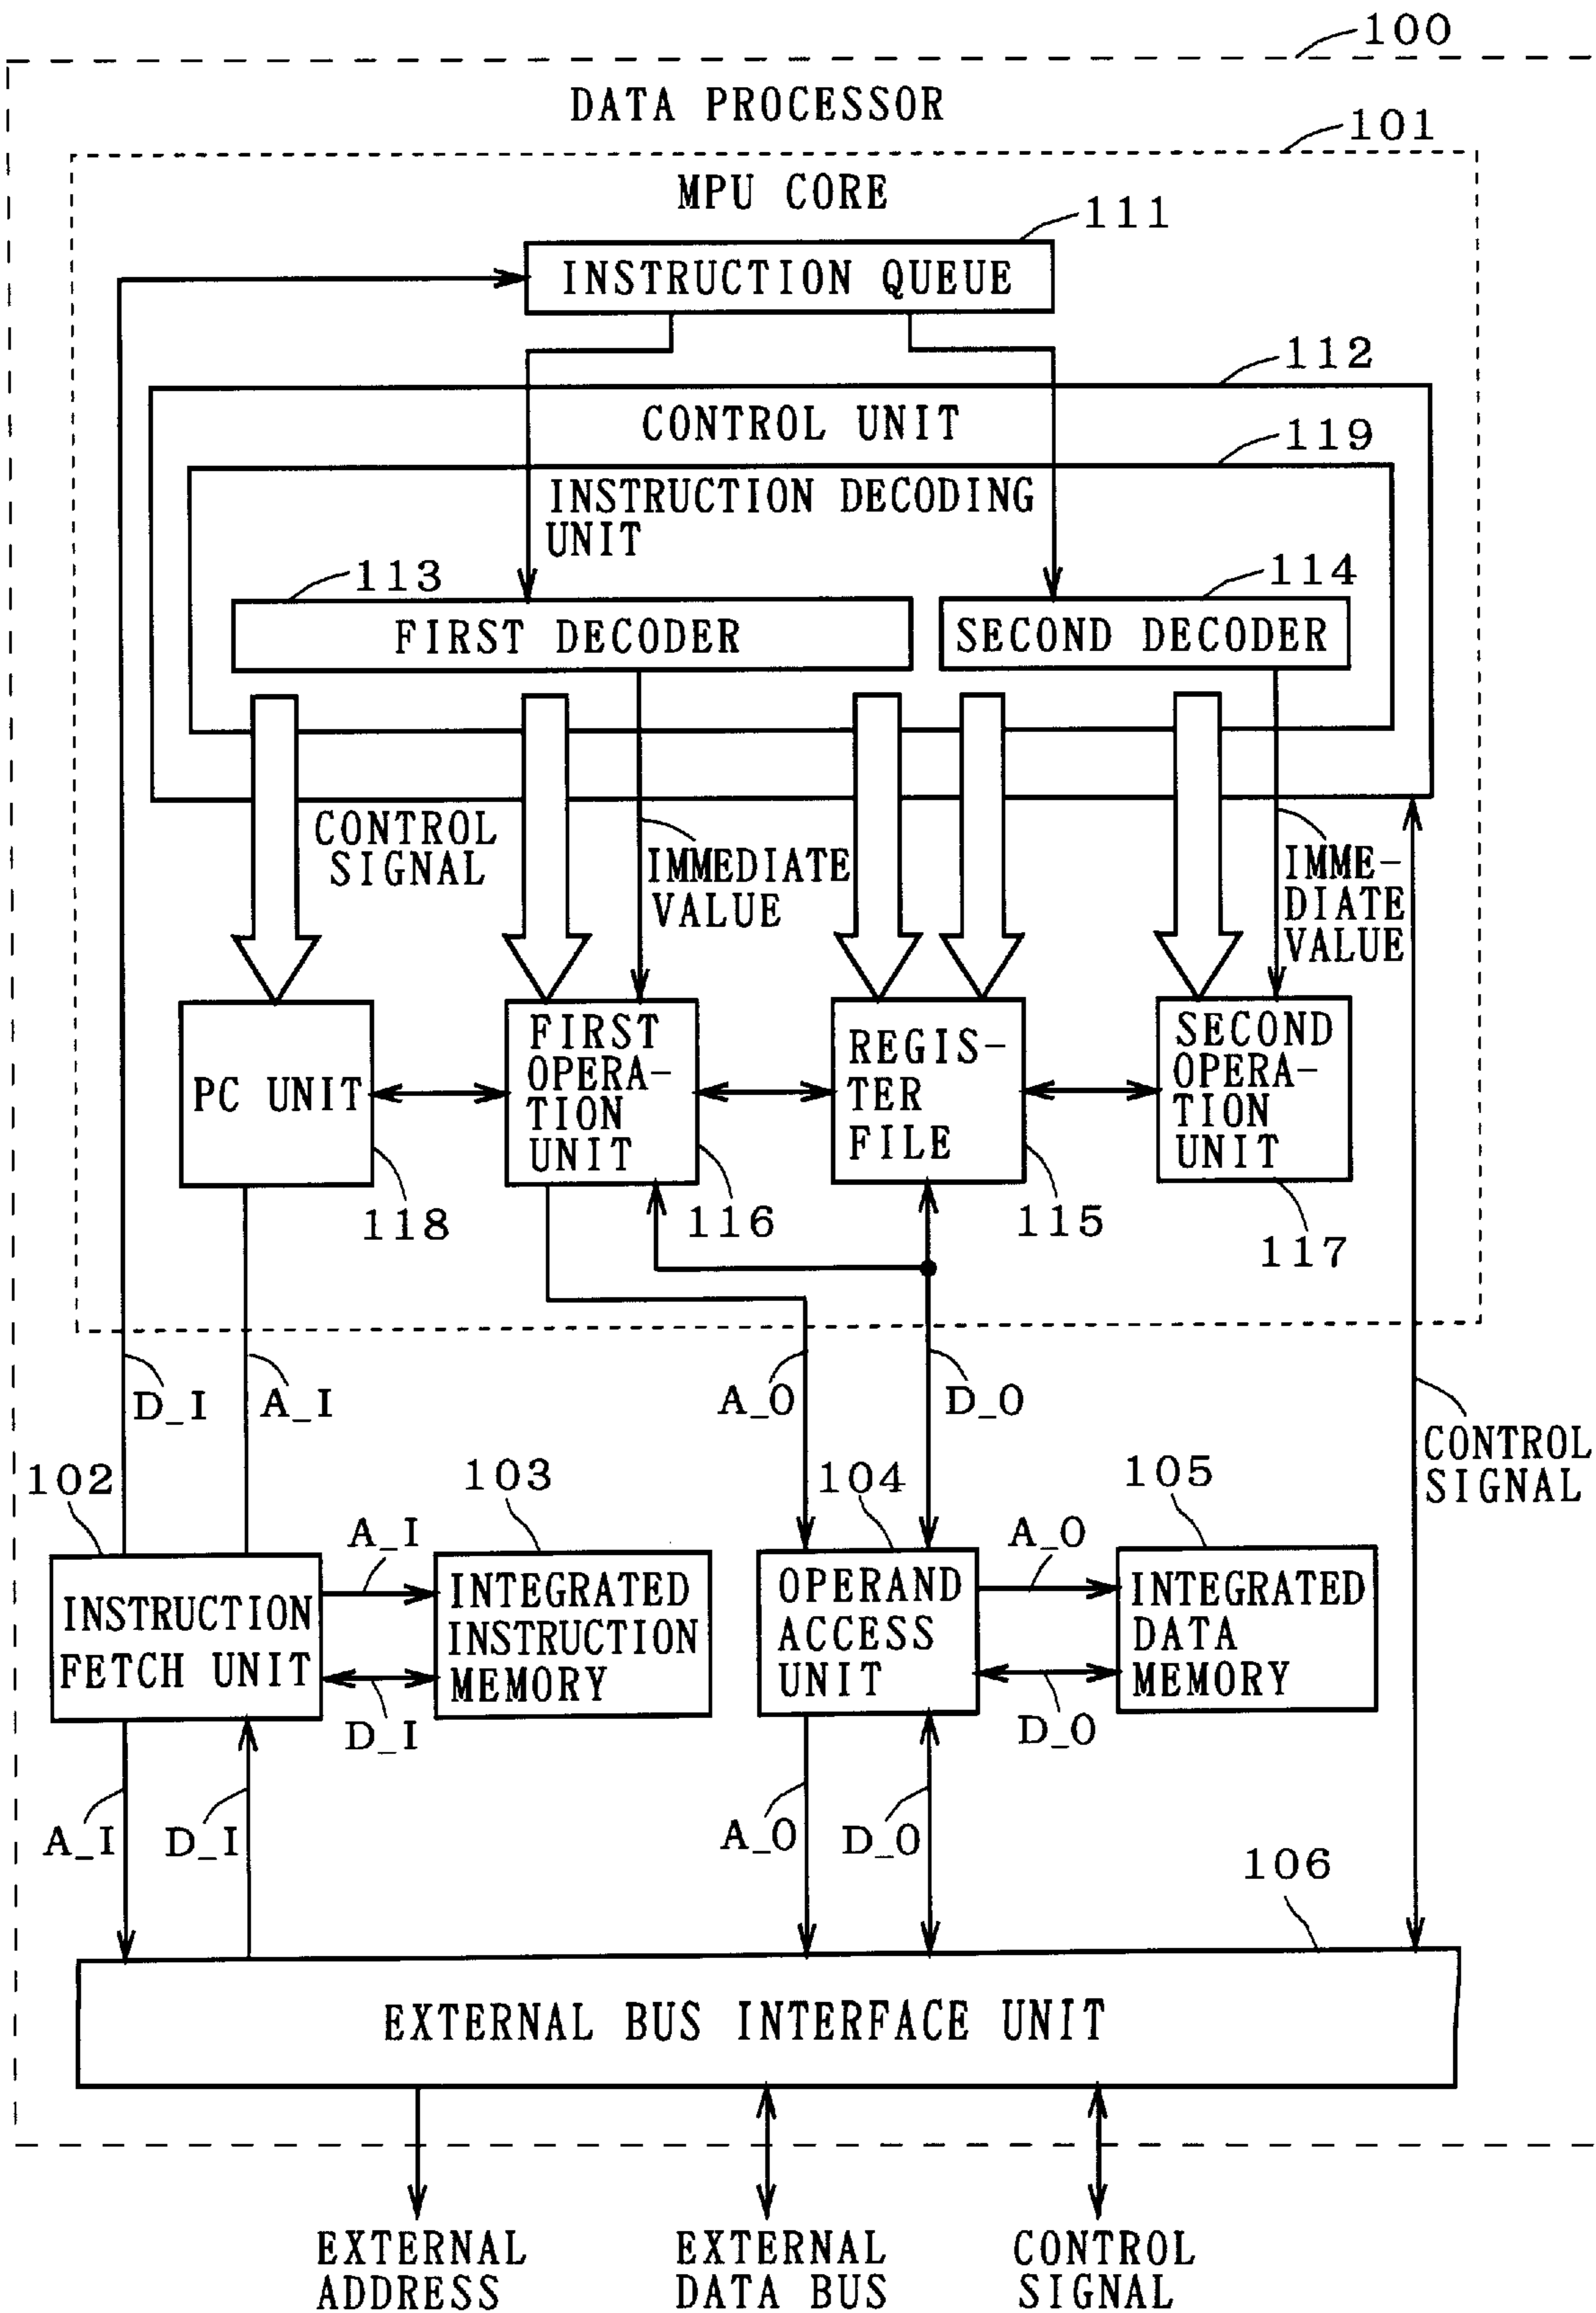 100
DATA PROCESSOR
101
MPU CORE
111
INSTRUCTION QUEUE
112
CONTROL UNIT
119
INSTRUCTION DECODING
UNIT
113
114
FIRST DECODER
SECOND DECODER
CONTROL
SIGNAL
IMMEDIATE
VALUE
IMME-
DIATE
VALUE
PC UNIT
FIRST
OPERA-
TION
UNIT
REGIS-
TER
FILE
SECOND
OPERA-
TION
UNIT
118
116
115
117
D_I
A_I
A_O
D_O
CONTROL
SIGNAL
102
103
104
105
INSTRUCTION
FETCH UNIT
A_I
D_I
INTEGRATED
INSTRUCTION
MEMORY
OPERAND
ACCESS
UNIT
A_O
D_O
INTEGRATED
DATA
MEMORY
A_I
D_I
A_O
D_O
106
EXTERNAL BUS INTERFACE UNIT
EXTERNAL
ADDRESS
EXTERNAL
DATA BUS
CONTROL
SIGNAL